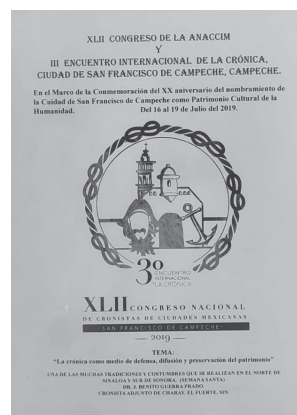 XLII CONGRESO DE LA ANACCIM
Y
III ENCUENTRO INTERNACIONAL DE LA CRÓNICA,
CIUDAD DE SAN FRANCISCO DE CAMPECHE, CAMPECHE.
En el Marco de la Conmemoración del XX aniversario del nombramiento de
la Cuidad de San Francisco de Campeche como Patrimonio Cultural de la
Humanidad. Del 16 al 19 de Julio del 2019.
3º ENCUENTRO
INTERNACIONAL
LA CRÓNICA
XLII CONGRESO NACIONAL
DE CRONISTAS DE CIUDADES MEXICANAS
SAN FRANCISCO DE CAMPECHE
2019
TEMA:
"La crónica como medio de defensa, difusión y preservación del patrimonio"
UNA DE LAS MUCHAS TRADICIONES Y COSTUMBRES QUE SE REALIZAN EN EL NORTE DE
SINALOA Y SUR DE SONORA. (SEMANA SANTA)
DR. J. BENITO GUERRA PRADO.
CRONISTA ADJUNTO DE CHARAY, EL FUERTE, SIN.